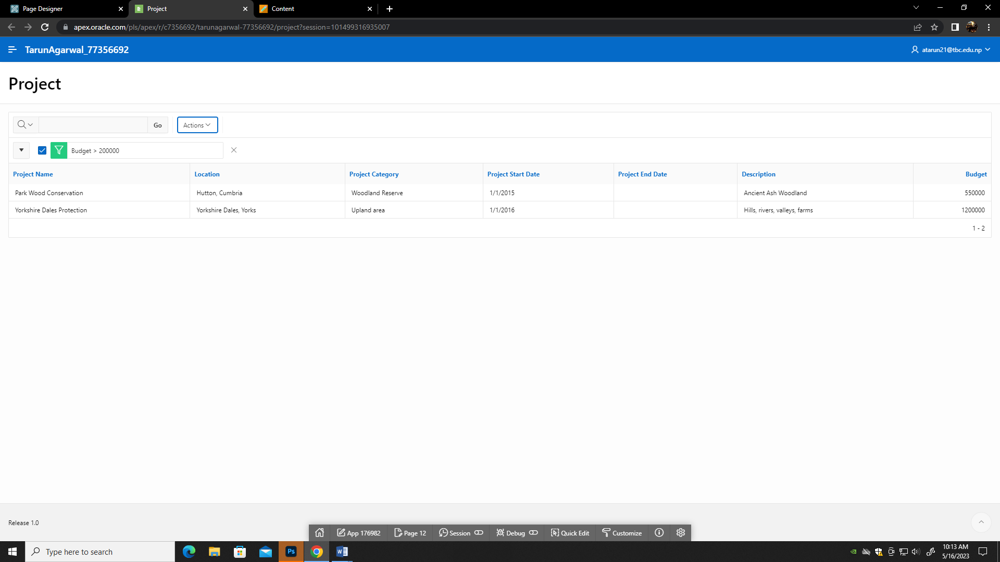 Page Designer
Project
Content
apex.oracle.com/pls/apex/r/c7356692/tarunagarwal-77356692/project?session=101499316935007
TarunAgarwal_77356692
atarun21@tbc.edu.np
Project
Go
Actions
Budget > 200000
Project Name Location Project Category Project Start Date Project End Date Description Budget
Park Wood Conservation Hutton, Cumbria Woodland Reserve 1/1/2015 Ancient Ash Woodland 550000
Yorkshire Dales Protection Yorkshire Dales, Yorks Upland area 1/1/2016 Hills, rivers, valleys, farms 1200000
1 - 2
Release 1.0
App 176982 Page 12 Session Debug Quick Edit Customize
Type here to search
Ps
W
10:13 AM
5/16/2023